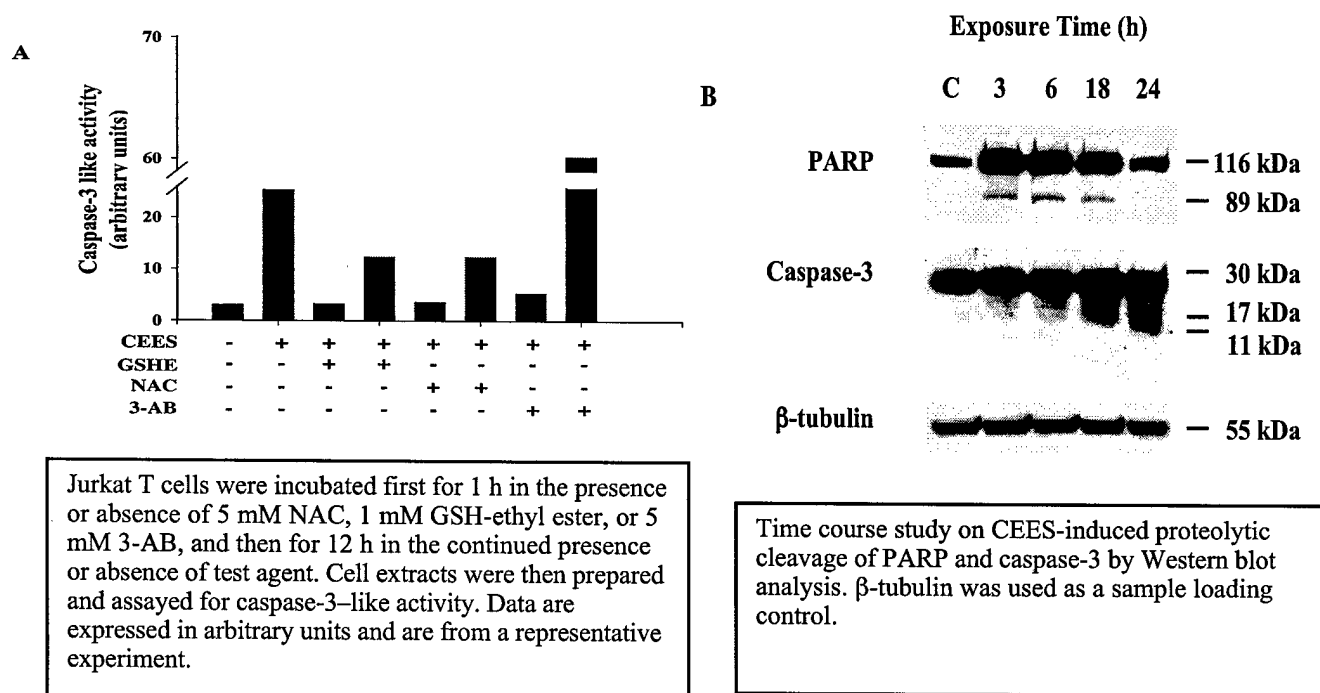 A
70
60
20
10
0
Caspase-3 like activity
(arbitrary units)
CEES - + + + + + + +
GSHE - - + + - - - -
NAC - - - - + + - -
3-AB - - - - - - + +
Jurkat T cells were incubated first for 1 h in the presence
or absence of 5 mM NAC, 1 mM GSH-ethyl ester, or 5
mM 3-AB, and then for 12 h in the continued presence
or absence of test agent. Cell extracts were then prepared
and assayed for caspase-3–like activity. Data are
expressed in arbitrary units and are from a representative
experiment.
B
Exposure Time (h)
C 3 6 18 24
PARP
116 kDa
89 kDa
Caspase-3
30 kDa
17 kDa
11 kDa
β-tubulin
55 kDa
Time course study on CEES-induced proteolytic
cleavage of PARP and caspase-3 by Western blot
analysis. β-tubulin was used as a sample loading
control.